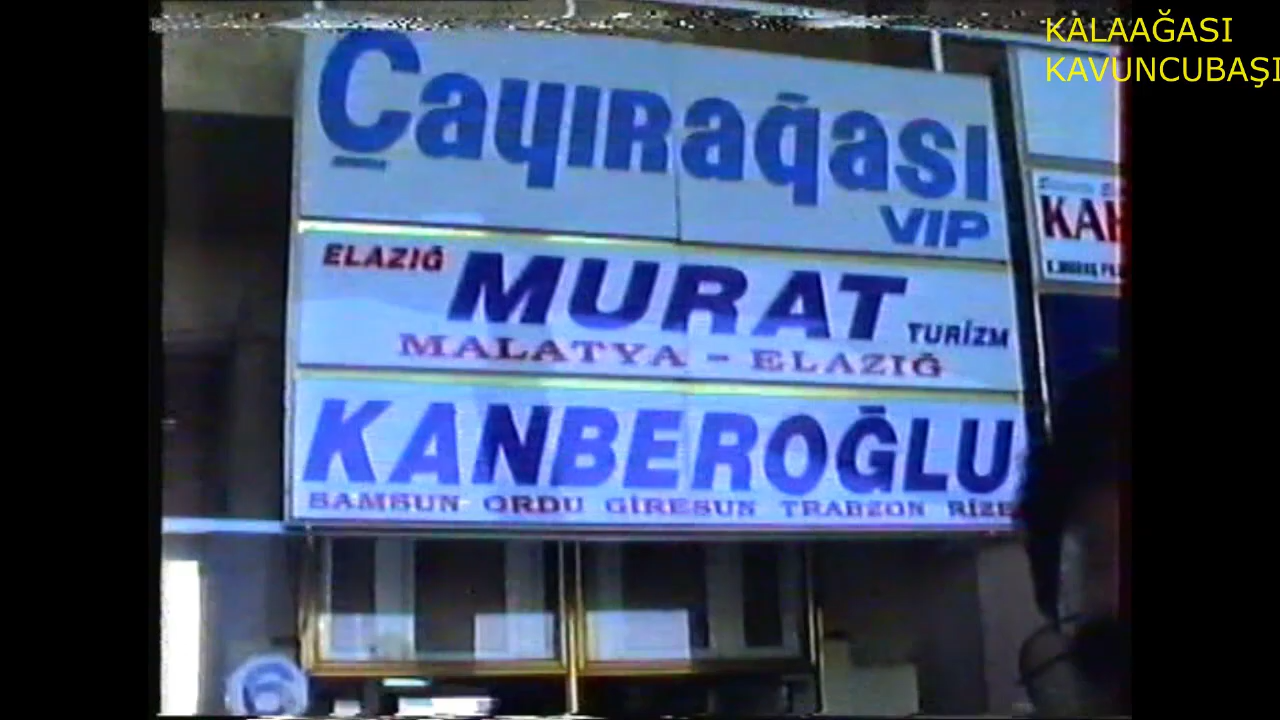 KALAAĞASI
KAVUNCUBAŞI
Çayırağası
VIP
ELAZIĞ MURAT TURİZM
MALATYA - ELAZIĞ
KANBEROĞLU
SAMSUN ORDU GİRESUN TRABZON RİZE